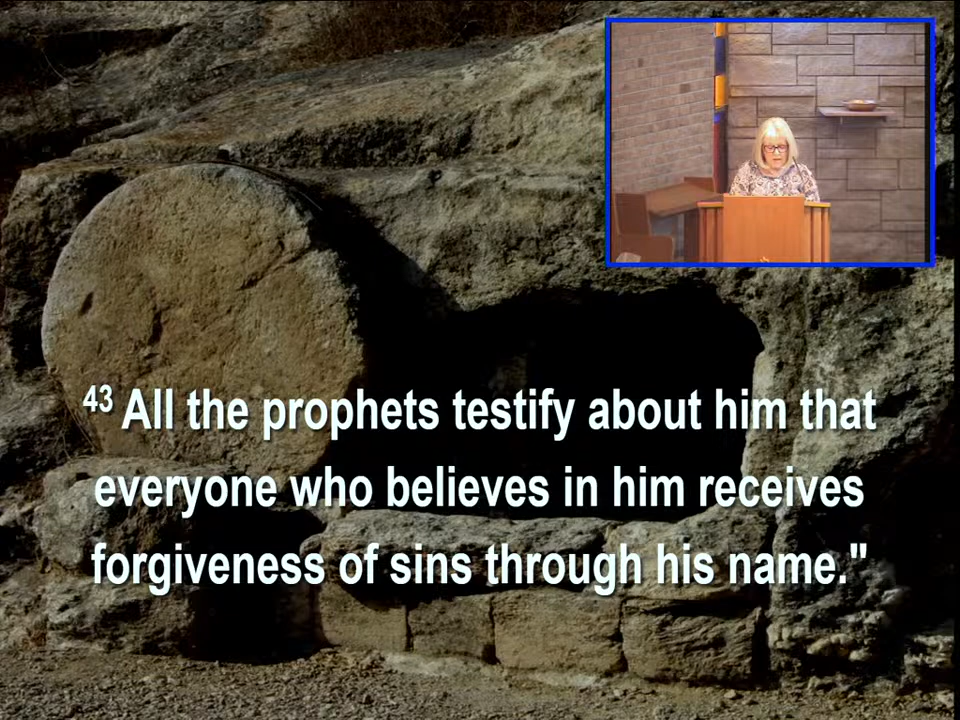 43 All the prophets testify about him that
everyone who believes in him receives
forgiveness of sins through his name."